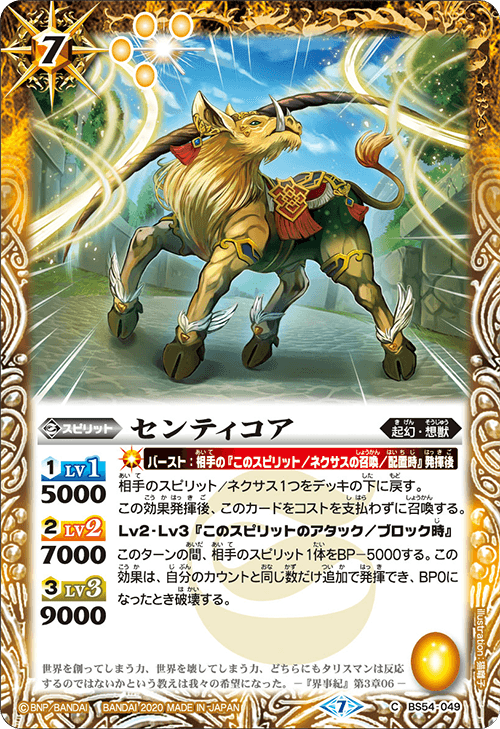 7
スピリット
センティコア
起幻・想獣
きげん
そうじゅう
バースト：相手の『このスピリット／ネクサスの召喚／配置時』発揮後
相手のスピリット／ネクサス1つをデッキの下に戻す。
この効果発揮後、このカードをコストを支払わずに召喚する。
Lv2・Lv3『このスピリットのアタック／ブロック時』
このターンの間、相手のスピリット1体をBP－5000する。この
効果は、自分のカウントと同じ数だけ追加で発揮でき、BP0に
なったとき破壊する。
1 LV1
5000
2 LV2
7000
3 LV3
9000
世界を創ってしまう力、世界を壊してしまう力、どちらにもタリスマンは反応
するのではないかという教えは我々の希望になった。－『界事紀』第3章06－
©BNP/BANDAI BANDAI 2020 MADE IN JAPAN
7
C BS54-049
illustration: